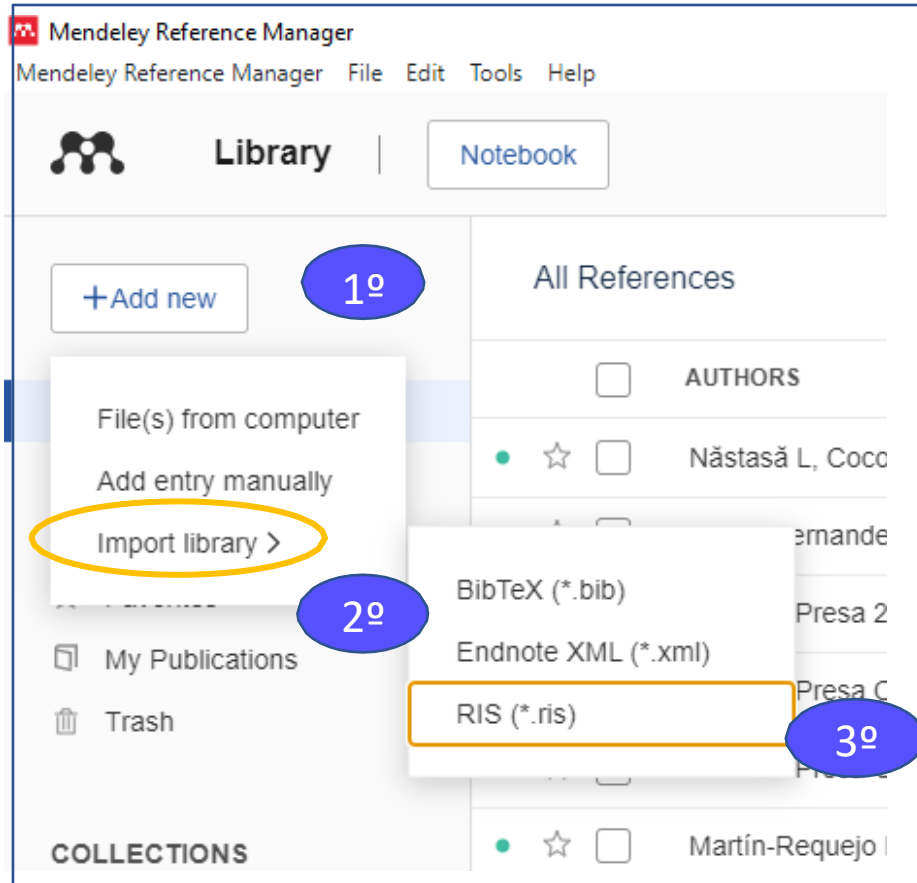 Mendeley Reference Manager
Mendeley Reference Manager File Edit Tools Help
Library
Notebook
+Add new
1º
All References
AUTHORS
File(s) from computer
Add entry manually
Import library >
2º
Năstasă L, Coco
ernande
BibTeX (*.bib)
Presa 2
My Publications
Endnote XML (*.xml)
Presa C
RIS (*.ris)
3º
Trash
COLLECTIONS
Martín-Requejo